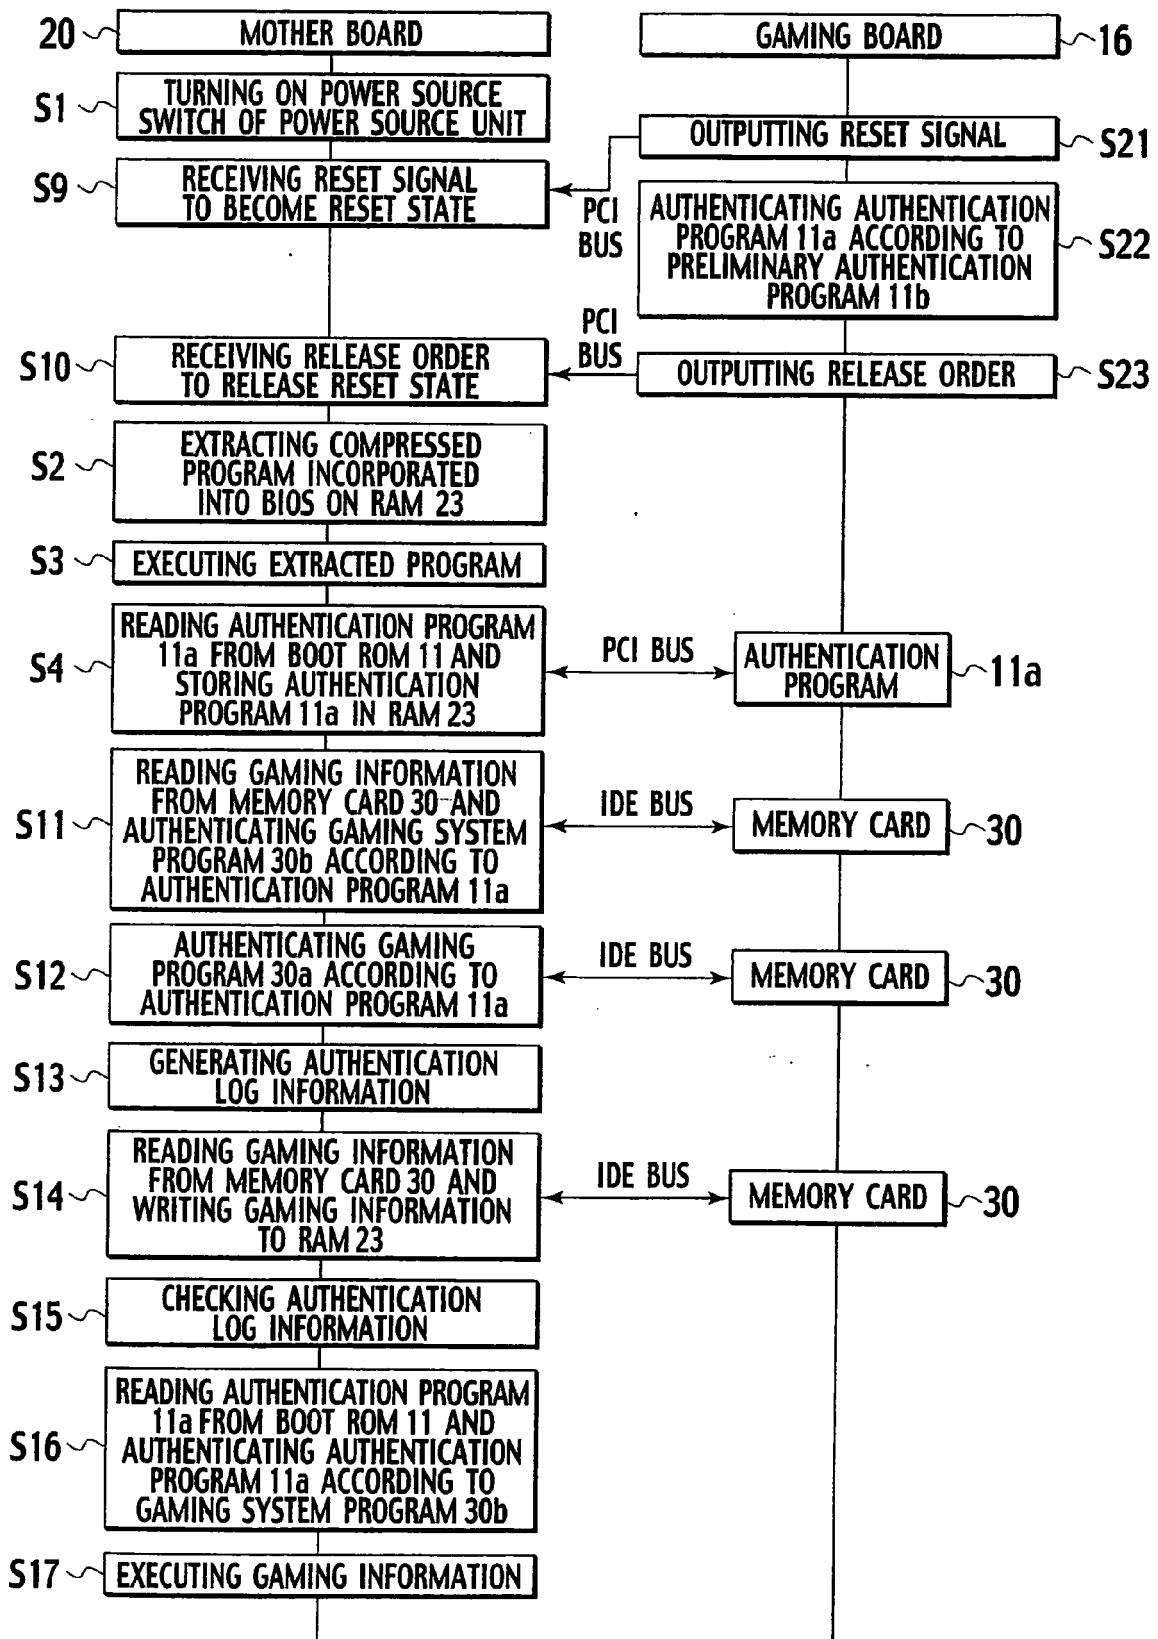 20
MOTHER BOARD
GAMING BOARD
16
S1
TURNING ON POWER SOURCE
SWITCH OF POWER SOURCE UNIT
OUTPUTTING RESET SIGNAL
S21
S9
RECEIVING RESET SIGNAL
TO BECOME RESET STATE
PCI
BUS
AUTHENTICATING AUTHENTICATION
PROGRAM 11a ACCORDING TO
PRELIMINARY AUTHENTICATION
PROGRAM 11b
S22
S10
RECEIVING RELEASE ORDER
TO RELEASE RESET STATE
PCI
BUS
OUTPUTTING RELEASE ORDER
S23
S2
EXTRACTING COMPRESSED
PROGRAM INCORPORATED
INTO BIOS ON RAM 23
S3
EXECUTING EXTRACTED PROGRAM
S4
READING AUTHENTICATION PROGRAM
11a FROM BOOT ROM 11 AND
STORING AUTHENTICATION
PROGRAM 11a IN RAM 23
PCI BUS
AUTHENTICATION
PROGRAM
11a
S11
READING GAMING INFORMATION
FROM MEMORY CARD 30 AND
AUTHENTICATING GAMING SYSTEM
PROGRAM 30b ACCORDING TO
AUTHENTICATION PROGRAM 11a
IDE BUS
MEMORY CARD
30
S12
AUTHENTICATING GAMING
PROGRAM 30a ACCORDING TO
AUTHENTICATION PROGRAM 11a
IDE BUS
MEMORY CARD
30
S13
GENERATING AUTHENTICATION
LOG INFORMATION
S14
READING GAMING INFORMATION
FROM MEMORY CARD 30 AND
WRITING GAMING INFORMATION
TO RAM 23
IDE BUS
MEMORY CARD
30
S15
CHECKING AUTHENTICATION
LOG INFORMATION
S16
READING AUTHENTICATION PROGRAM
11a FROM BOOT ROM 11 AND
AUTHENTICATING AUTHENTICATION
PROGRAM 11a ACCORDING TO
GAMING SYSTEM PROGRAM 30b
S17
EXECUTING GAMING INFORMATION